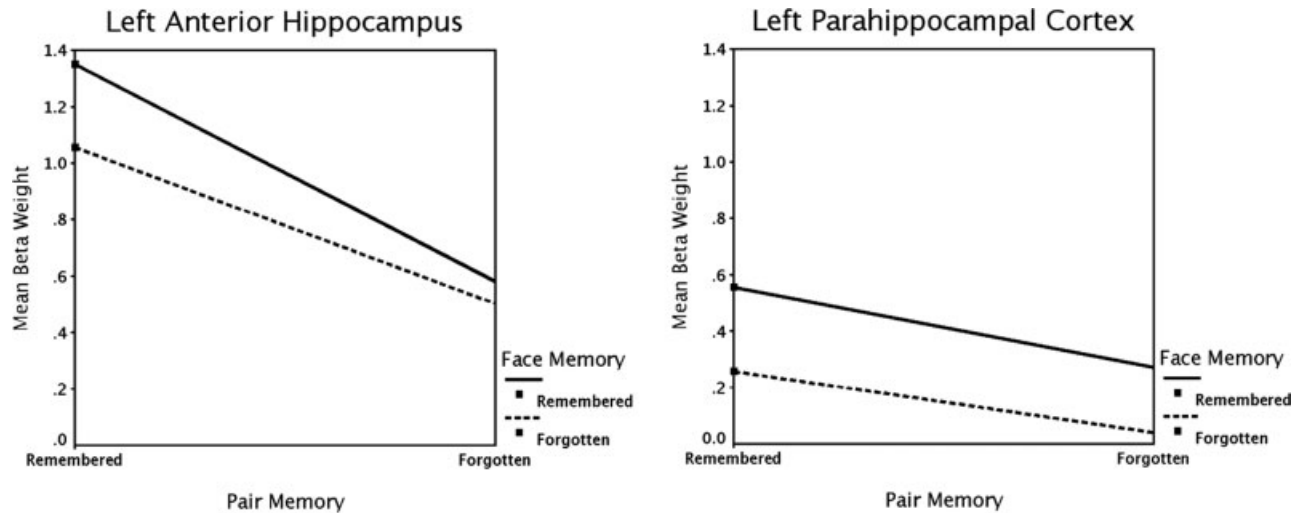 Left Anterior Hippocampus
Mean Beta Weight
1.4
1.2
1.0
.8
.6
.4
.2
.0
Remembered
Forgotten
Pair Memory
Face Memory
Remembered
Forgotten
Left Parahippocampal Cortex
Mean Beta Weight
1.4
1.2
1.0
.8
.6
.4
.2
0.0
Remembered
Forgotten
Pair Memory
Face Memory
Remembered
Forgotten